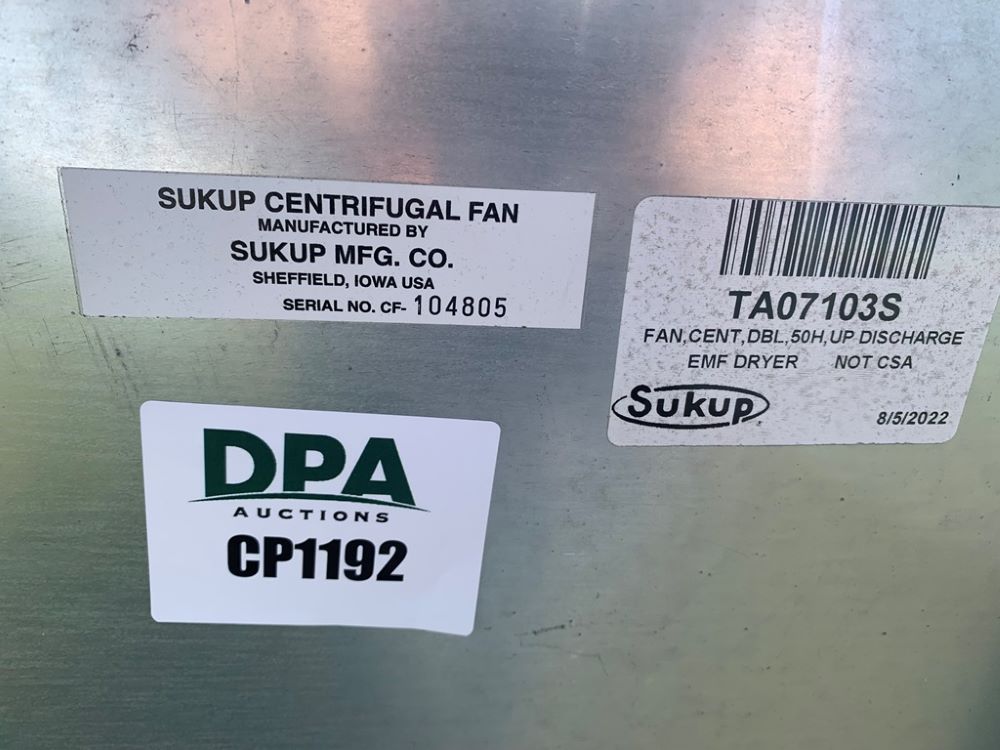 SUKUP CENTRIFUGAL FAN
MANUFACTURED BY
SUKUP MFG. CO.
SHEFFIELD, IOWA USA
SERIAL NO. CF- 104805
TA07103S
FAN,CENT,DBL,50H,UP DISCHARGE
EMF DRYER NOT CSA
Sukup
8/5/2022
DPA
AUCTIONS
CP1192